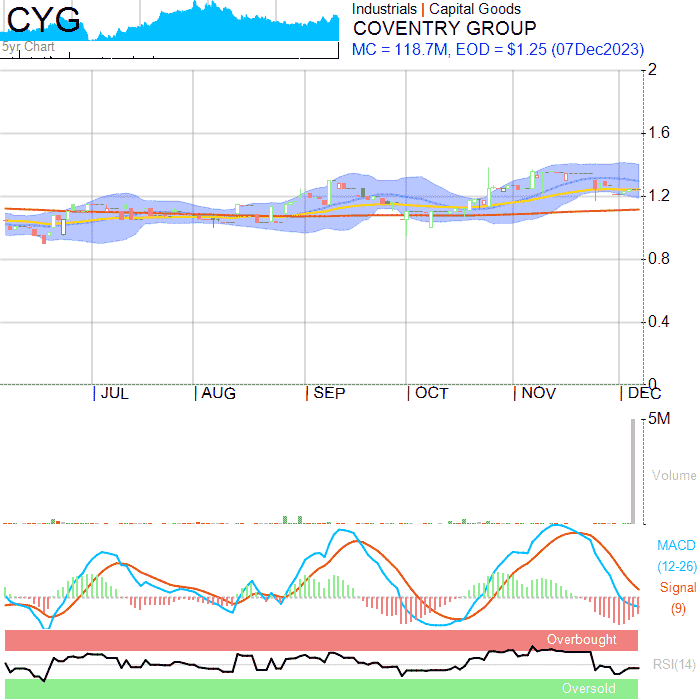 CYG
5yr Chart
Industrials | Capital Goods
COVENTRY GROUP
MC = 118.7M, EOD = $1.25 (07Dec2023)
2
1.6
1.2
0.8
0.4
0
JUL AUG SEP OCT NOV DEC
5M
Volume
MACD
(12-26)
Signal
(9)
Overbought
RSI(14)
Oversold